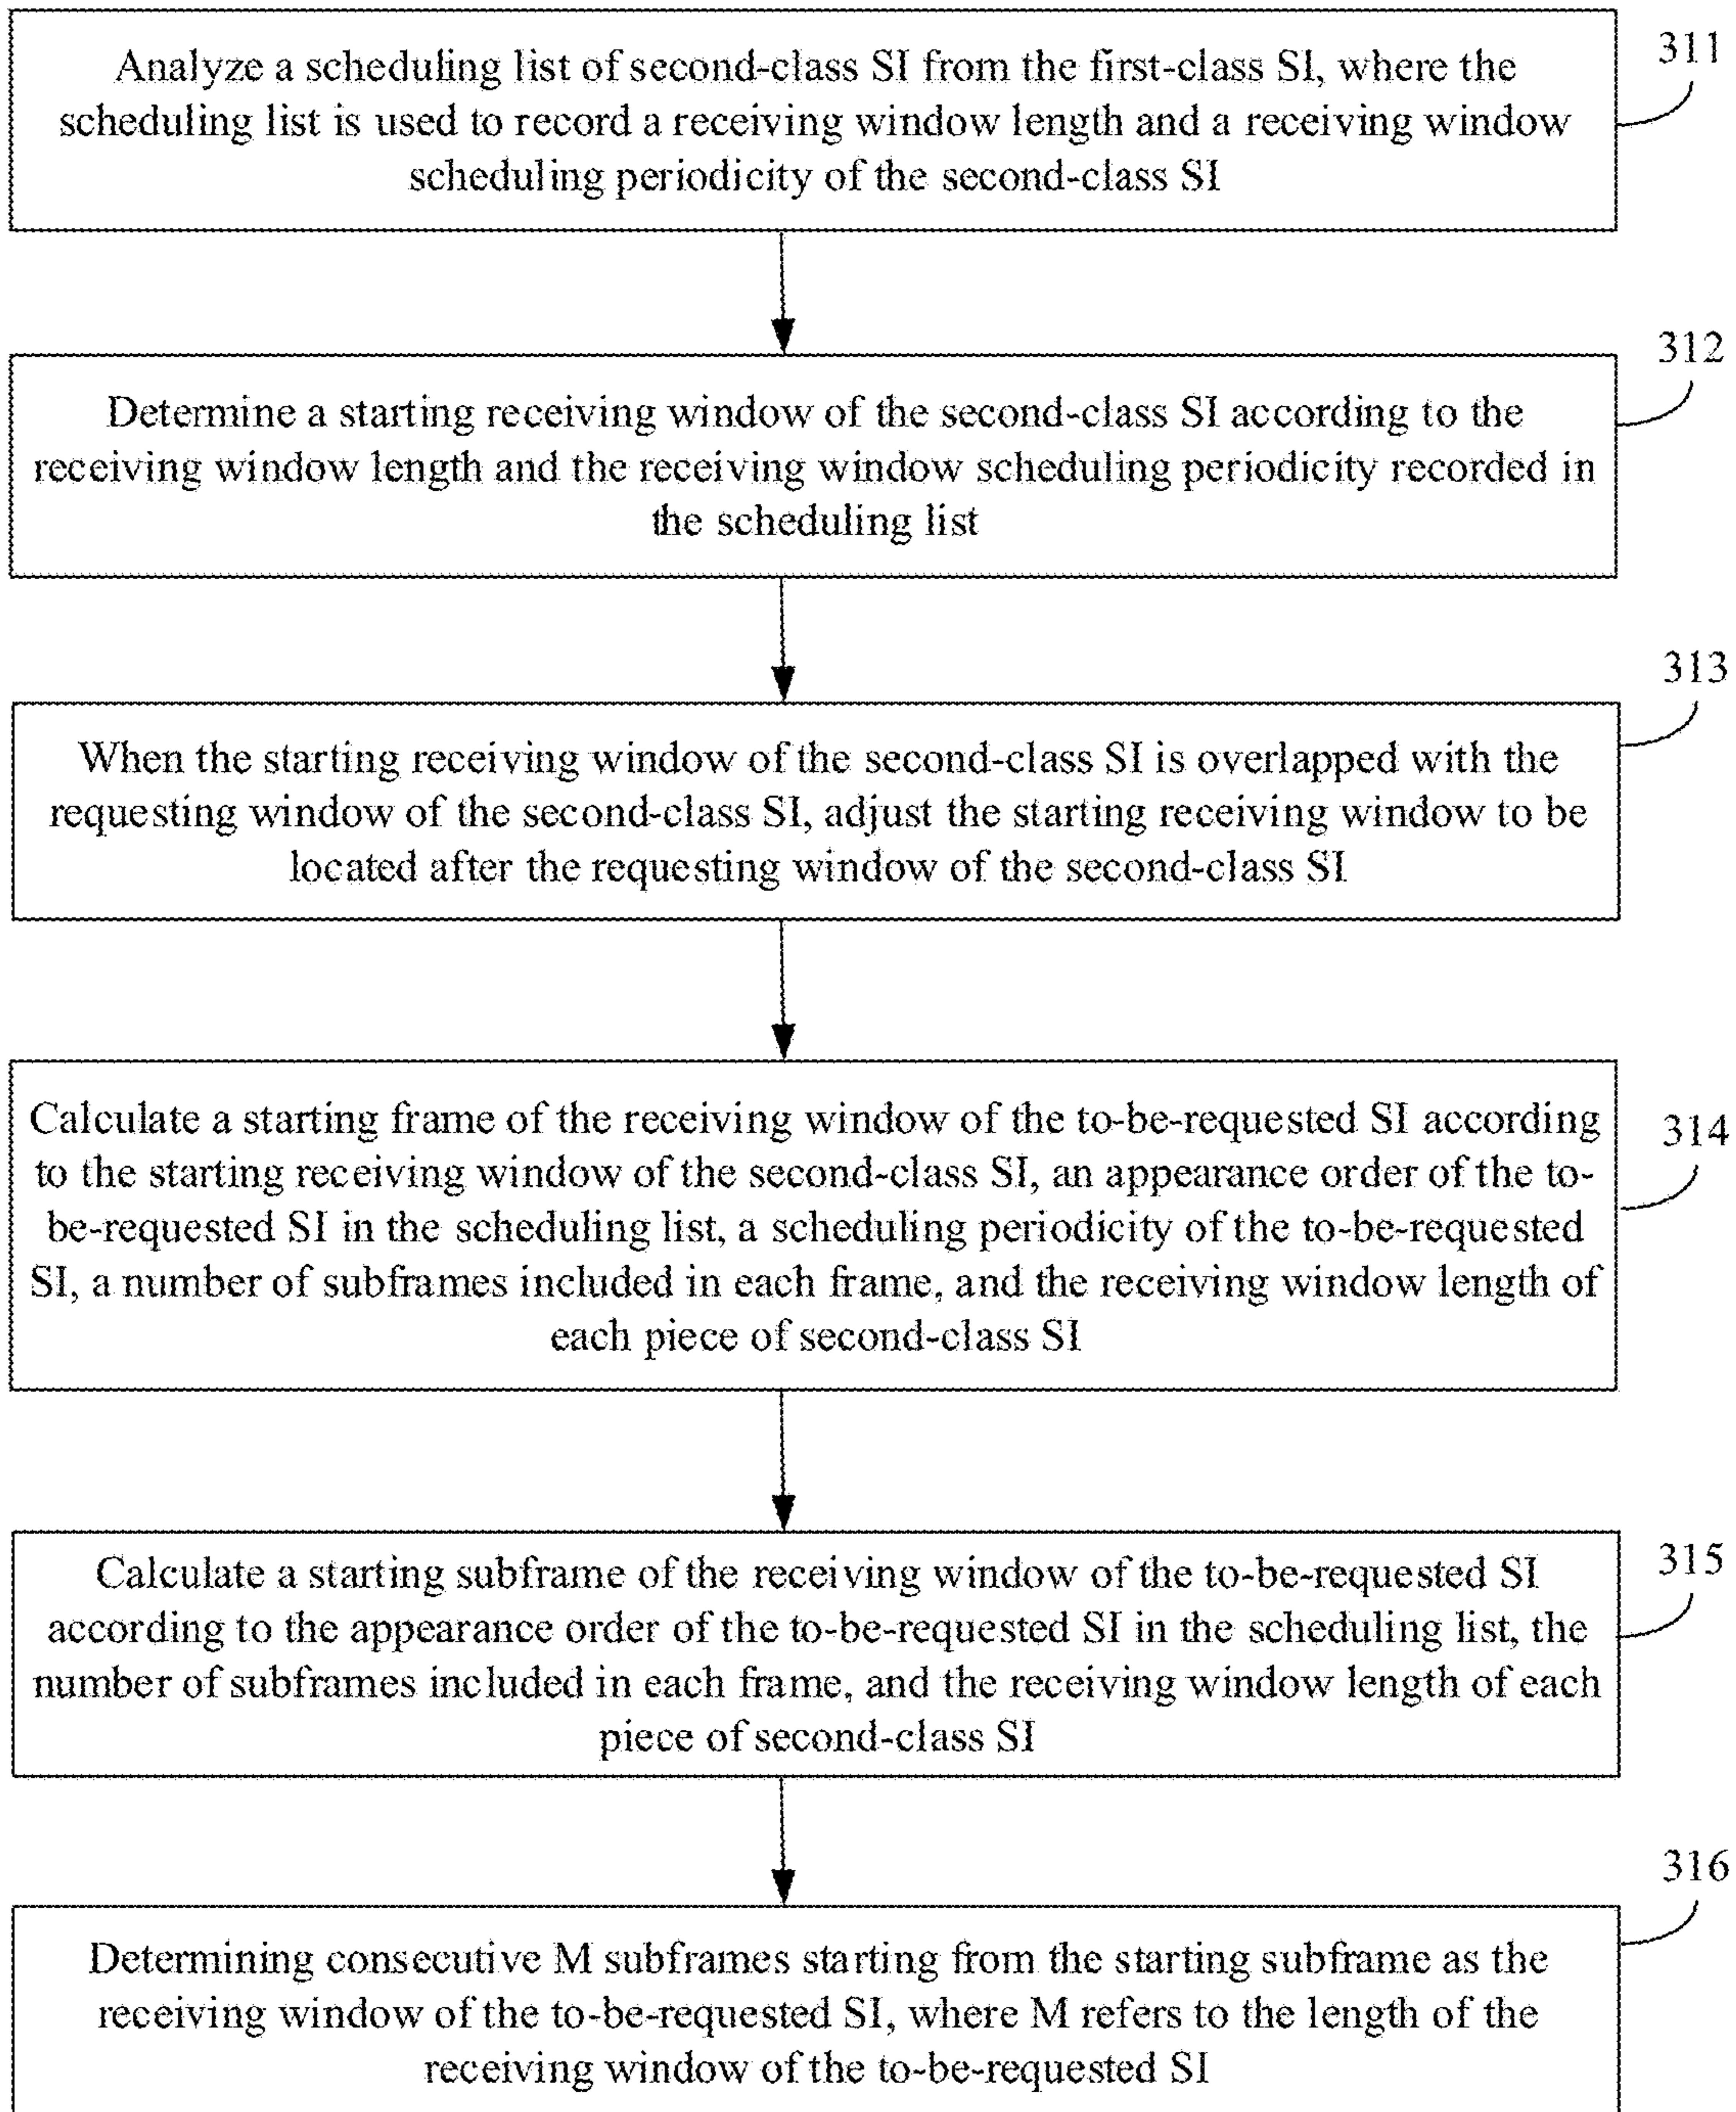 311
Analyze a scheduling list of second-class SI from the first-class SI, where the
scheduling list is used to record a receiving window length and a receiving window
scheduling periodicity of the second-class SI
312
Determine a starting receiving window of the second-class SI according to the
receiving window length and the receiving window scheduling periodicity recorded in
the scheduling list
313
When the starting receiving window of the second-class SI is overlapped with the
requesting window of the second-class SI, adjust the starting receiving window to be
located after the requesting window of the second-class SI
314
Calculate a starting frame of the receiving window of the to-be-requested SI according
to the starting receiving window of the second-class SI, an appearance order of the to-
be-requested SI in the scheduling list, a scheduling periodicity of the to-be-requested
SI, a number of subframes included in each frame, and the receiving window length of
each piece of second-class SI
315
Calculate a starting subframe of the receiving window of the to-be-requested SI
according to the appearance order of the to-be-requested SI in the scheduling list, the
number of subframes included in each frame, and the receiving window length of each
piece of second-class SI
316
Determining consecutive M subframes starting from the starting subframe as the
receiving window of the to-be-requested SI, where M refers to the length of the
receiving window of the to-be-requested SI